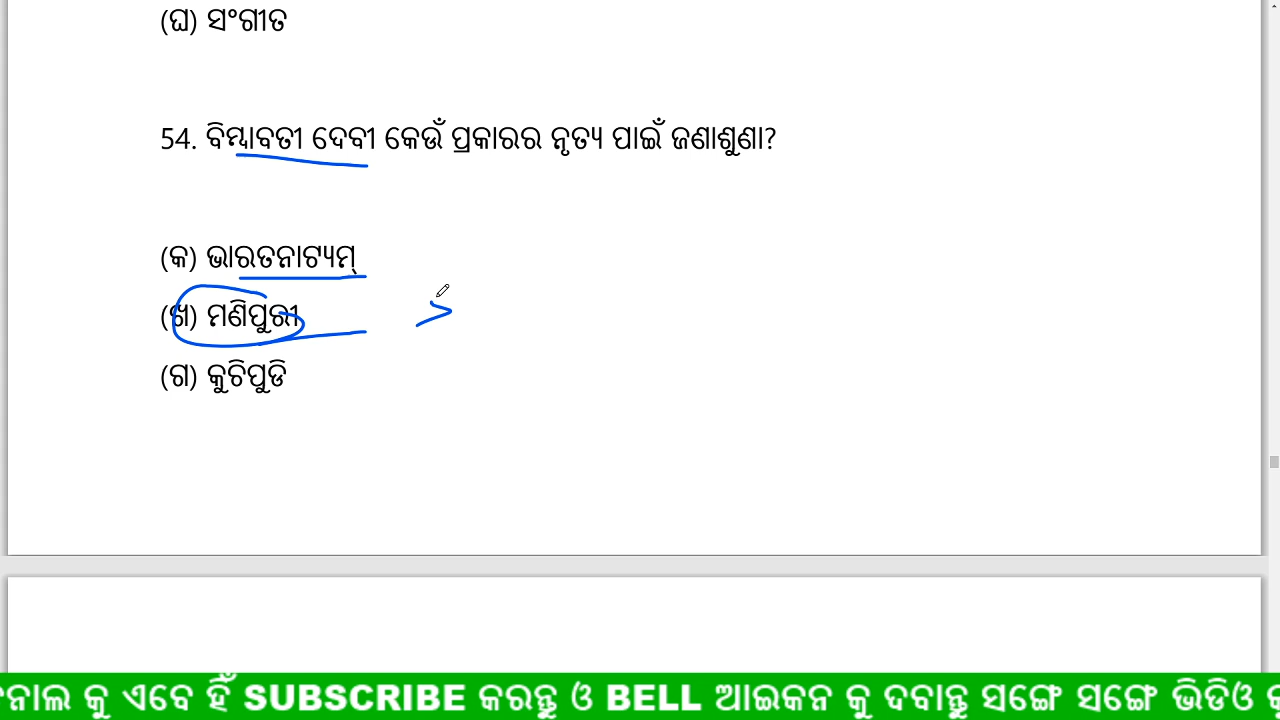 (ଘ) ସଂଗୀତ
54. ବିମ୍ଭାବତୀ ଦେବୀ କେଉଁ ପ୍ରକାରର ନୃତ୍ୟ ପାଇଁ ଜଣାଶୁଣା?
(କ) ଭାରତନାଟ୍ୟମ୍
(ଖ) ମଣିପୁରୀ
(ଗ) କୁଚିପୁଡି
କୁ ଏବେ ହିଁ SUBSCRIBE କରନ୍ତୁ ଓ BELL ଆଇକନ କୁ ଦବାନ୍ତୁ ସଙ୍ଗେ ସଙ୍ଗେ ଭିଡିଓ